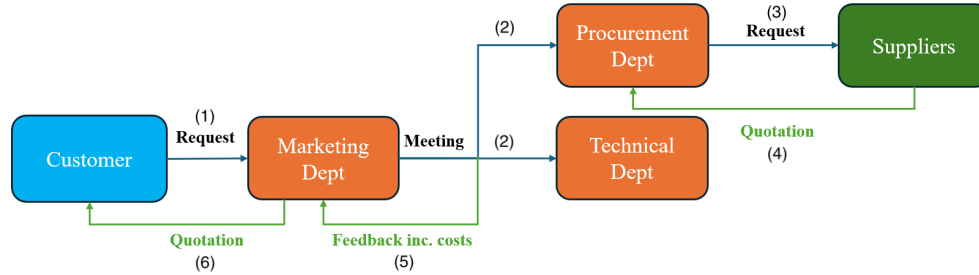 (3)
(2)
Procurement
Dept
Request
Suppliers
(1)
Request
Customer
Marketing
Dept
Meeting
(2)
Technical
Dept
Quotation
(4)
Quotation
(6)
Feedback inc. costs
(5)